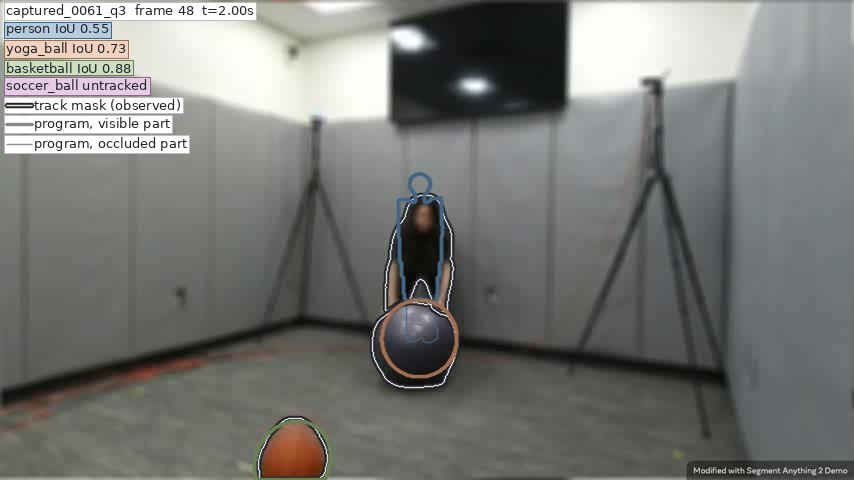 captured_0061_q3 frame 48 t=2.00s
person IoU 0.55
yoga_ball IoU 0.73
basketball IoU 0.88
soccer_ball untracked
track mask (observed)
program, visible part
program, occluded part
Modified with Segment Anything 2 Demo